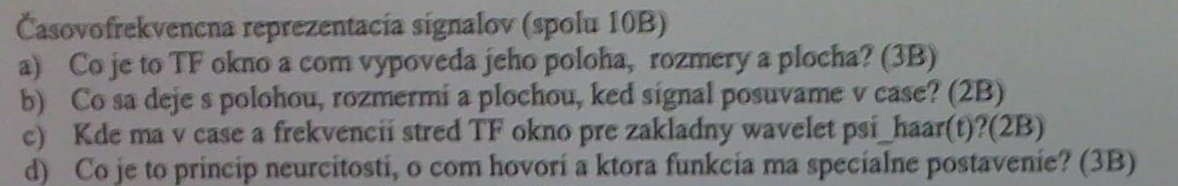 Časovofrekvencna reprezentacia signalov (spolu 10B)
a) Co je to TF okno a com vypoveda jeho poloha, rozmery a plocha? (3B)
b) Co sa deje s polohou, rozmermi a plochou, ked signal posuvame v case? (2B)
c) Kde ma v case a frekvencii stred TF okno pre zakladny wavelet psi_haar(t)?(2B)
d) Co je to princip neurcitosti, o com hovori a ktora funkcia ma specialne postavenie? (3B)